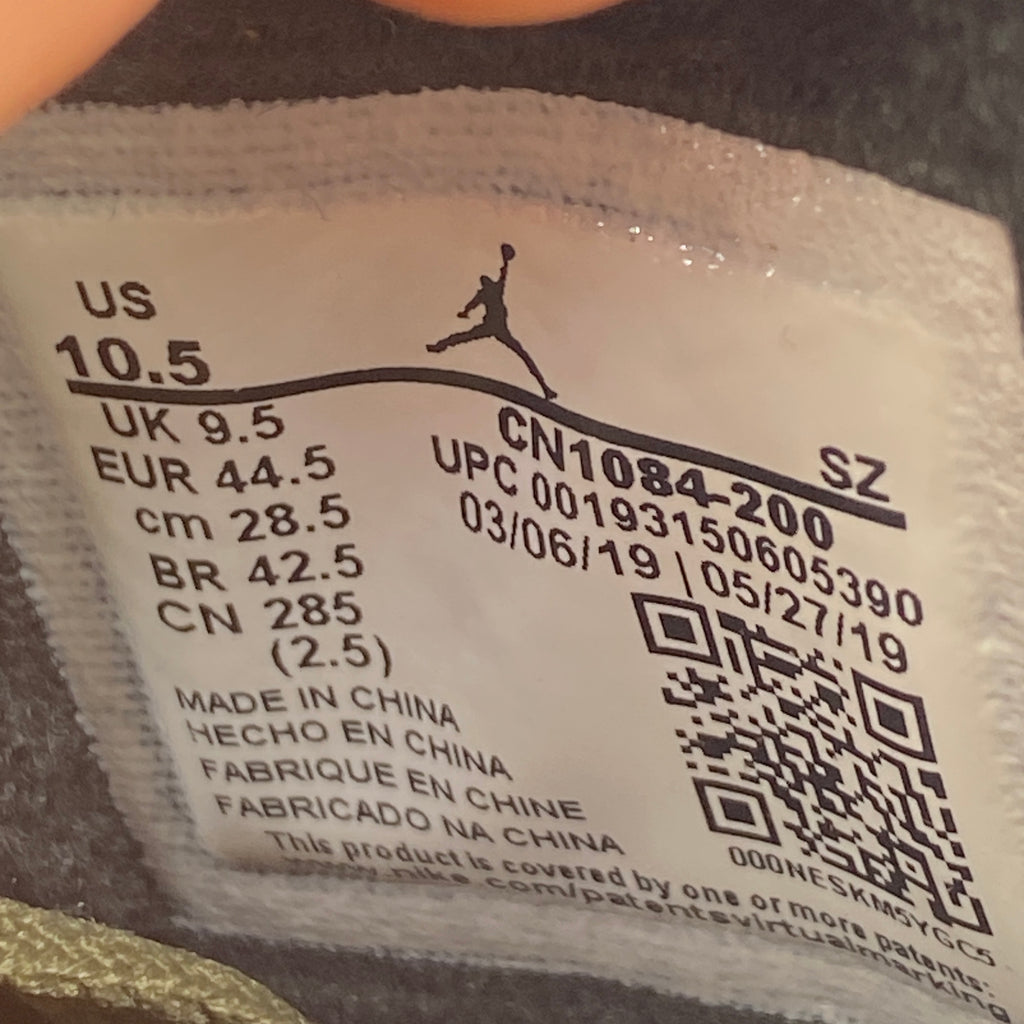 US
10.5
UK 9.5
EUR 44.5
cm 28.5
BR 42.5
CN 285
(2.5)
SZ
CN1084-200
UPC 00193150605390
03/06/19 | 05/27/19
MADE IN CHINA
HECHO EN CHINA
FABRIQUE EN CHINE
FABRICADO NA CHINA
000NESKM5YGC5
This product is covered by one or more patents:
www.nike.com/patentsvirtualmarking